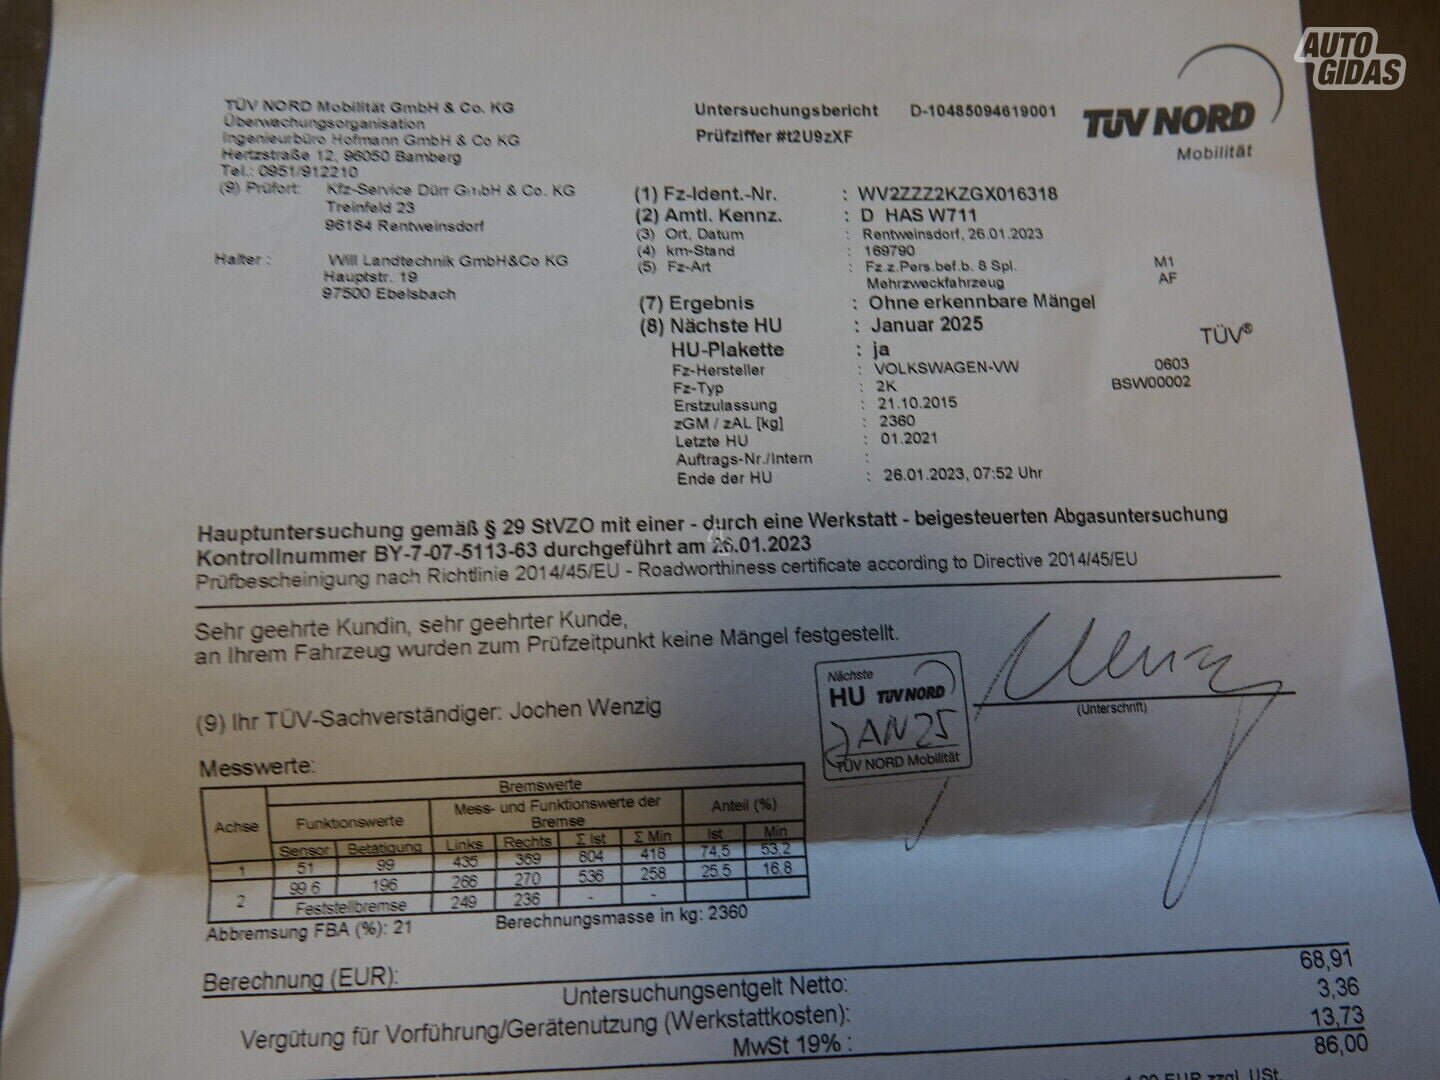 AUTO
GIDAS
TÜV NORD Mobilität GmbH & Co. KG
Überwachungsorganisation
Ingenieurbüro Hofmann GmbH & Co KG
Hertzstraße 12, 96050 Bamberg
Tel.: 0951/912210
(9) Prüfort: Kfz-Service Dürr GmbH & Co. KG
Treinfeld 23
96184 Rentweinsdorf
Halter : Will Landtechnik GmbH&Co KG
Hauptstr. 19
97500 Ebelsbach
Untersuchungsbericht D-10485094619001
Prüfziffer #t2U9zXF
TÜV NORD
Mobilität
(1) Fz-Ident.-Nr. : WV2ZZZ2KZGX016318
(2) Amtl. Kennz. : D HAS W711
(3) Ort, Datum : Rentweinsdorf, 26.01.2023
(4) km-Stand : 169790
(5) Fz-Art : Fz.z.Pers.bef.b. 8 Spl. M1
Mehrzweckfahrzeug AF
(7) Ergebnis : Ohne erkennbare Mängel
(8) Nächste HU : Januar 2025
HU-Plakette : ja TÜV®
Fz-Hersteller : VOLKSWAGEN-VW 0603
Fz-Typ : 2K BSW00002
Erstzulassung : 21.10.2015
zGM / zAL [kg] : 2360
Letzte HU : 01.2021
Auftrags-Nr./Intern :
Ende der HU : 26.01.2023, 07:52 Uhr
Hauptuntersuchung gemäß § 29 StVZO mit einer - durch eine Werkstatt - beigesteuerten Abgasuntersuchung
Kontrollnummer BY-7-07-5113-63 durchgeführt am 26.01.2023
Prüfbescheinigung nach Richtlinie 2014/45/EU - Roadworthiness certificate according to Directive 2014/45/EU
Sehr geehrte Kundin, sehr geehrter Kunde,
an Ihrem Fahrzeug wurden zum Prüfzeitpunkt keine Mängel festgestellt.
(9) Ihr TÜV-Sachverständiger: Jochen Wenzig
Nächste
HU TÜV NORD
JAN 25
TÜV NORD Mobilität
(Unterschrift)
Messwerte:
Bremswerte
Achse Funktionswerte Mess- und Funktionswerte der Bremse Anteil (%)
Sensor Betätigung Links Rechts Σ Ist Σ Min Ist Min
1 51 99 435 369 804 418 74,5 53,2
2 99.6 196 266 270 536 258 25,5 16,8
Feststellbremse 249 236 - -
Abbremsung FBA (%): 21 Berechnungsmasse in kg: 2360
Berechnung (EUR):
Untersuchungsentgelt Netto: 68,91
Vergütung für Vorführung/Gerätenutzung (Werkstattkosten): 3,36
MwSt 19% : 13,73
86,00